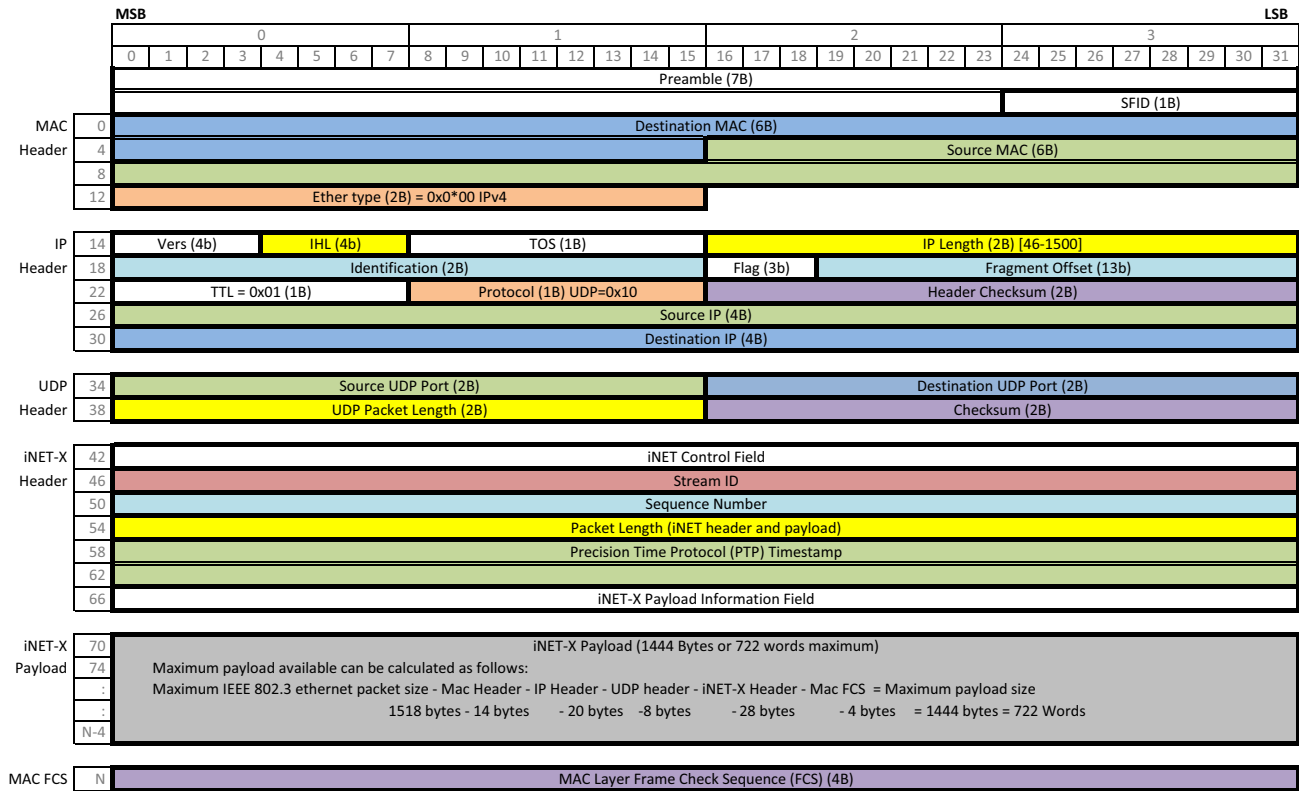 MSB LSB
0 1 2 3
0 1 2 3 4 5 6 7 8 9 10 11 12 13 14 15 16 17 18 19 20 21 22 23 24 25 26 27 28 29 30 31
Preamble (7B)
SFID (1B)
MAC 0 Destination MAC (6B)
Header 4 Source MAC (6B)
8
12 Ether type (2B) = 0x0*00 IPv4
IP 14 Vers (4b) IHL (4b) TOS (1B) IP Length (2B) [46-1500]
Header 18 Identification (2B) Flag (3b) Fragment Offset (13b)
22 TTL = 0x01 (1B) Protocol (1B) UDP=0x10 Header Checksum (2B)
26 Source IP (4B)
30 Destination IP (4B)
UDP 34 Source UDP Port (2B) Destination UDP Port (2B)
Header 38 UDP Packet Length (2B) Checksum (2B)
iNET-X 42 iNET Control Field
Header 46 Stream ID
50 Sequence Number
54 Packet Length (iNET header and payload)
58 Precision Time Protocol (PTP) Timestamp
62
66 iNET-X Payload Information Field
iNET-X 70 iNET-X Payload (1444 Bytes or 722 words maximum)
Payload 74 Maximum payload available can be calculated as follows:
: Maximum IEEE 802.3 ethernet packet size - Mac Header - IP Header - UDP header - iNET-X Header - Mac FCS = Maximum payload size
: 1518 bytes - 14 bytes - 20 bytes -8 bytes - 28 bytes - 4 bytes = 1444 bytes = 722 Words
N-4
MAC FCS N MAC Layer Frame Check Sequence (FCS) (4B)